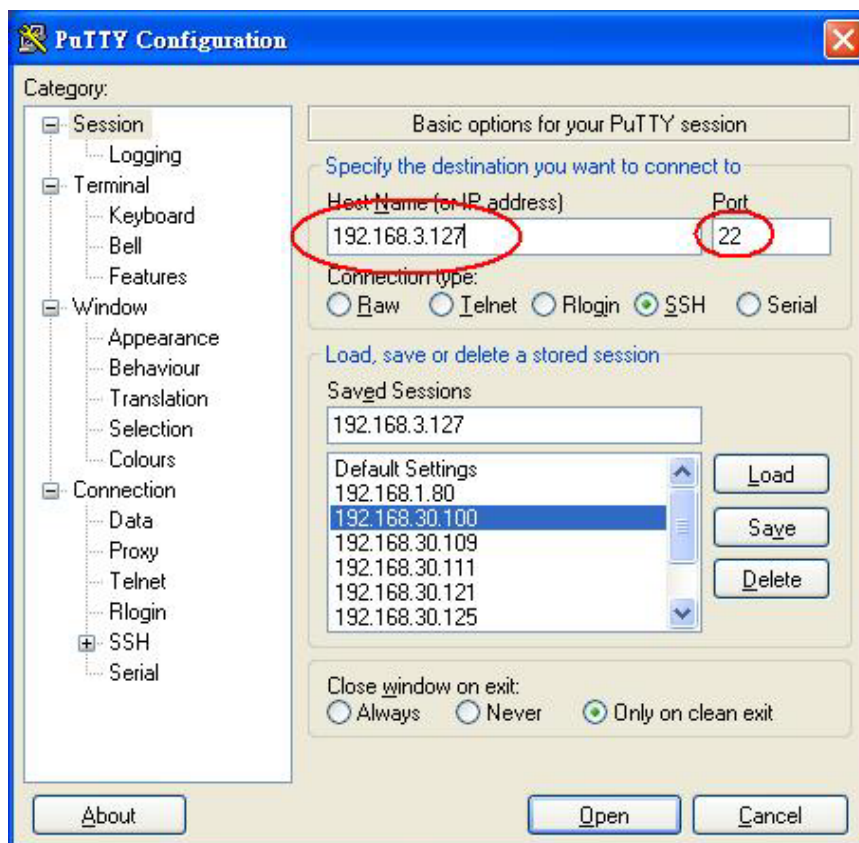 PuTTY Configuration
Category:
Session
Logging
Terminal
Keyboard
Bell
Features
Window
Appearance
Behaviour
Translation
Selection
Colours
Connection
Data
Proxy
Telnet
Rlogin
SSH
Serial
Basic options for your PuTTY session
Specify the destination you want to connect to
Host Name (or IP address) Port
192.168.3.127 22
Connection type:
Raw Telnet Rlogin SSH Serial
Load, save or delete a stored session
Saved Sessions
192.168.3.127
Default Settings
192.168.1.80
192.168.30.100
192.168.30.109
192.168.30.111
192.168.30.121
192.168.30.125
Load
Save
Delete
Close window on exit:
Always Never Only on clean exit
About Open Cancel